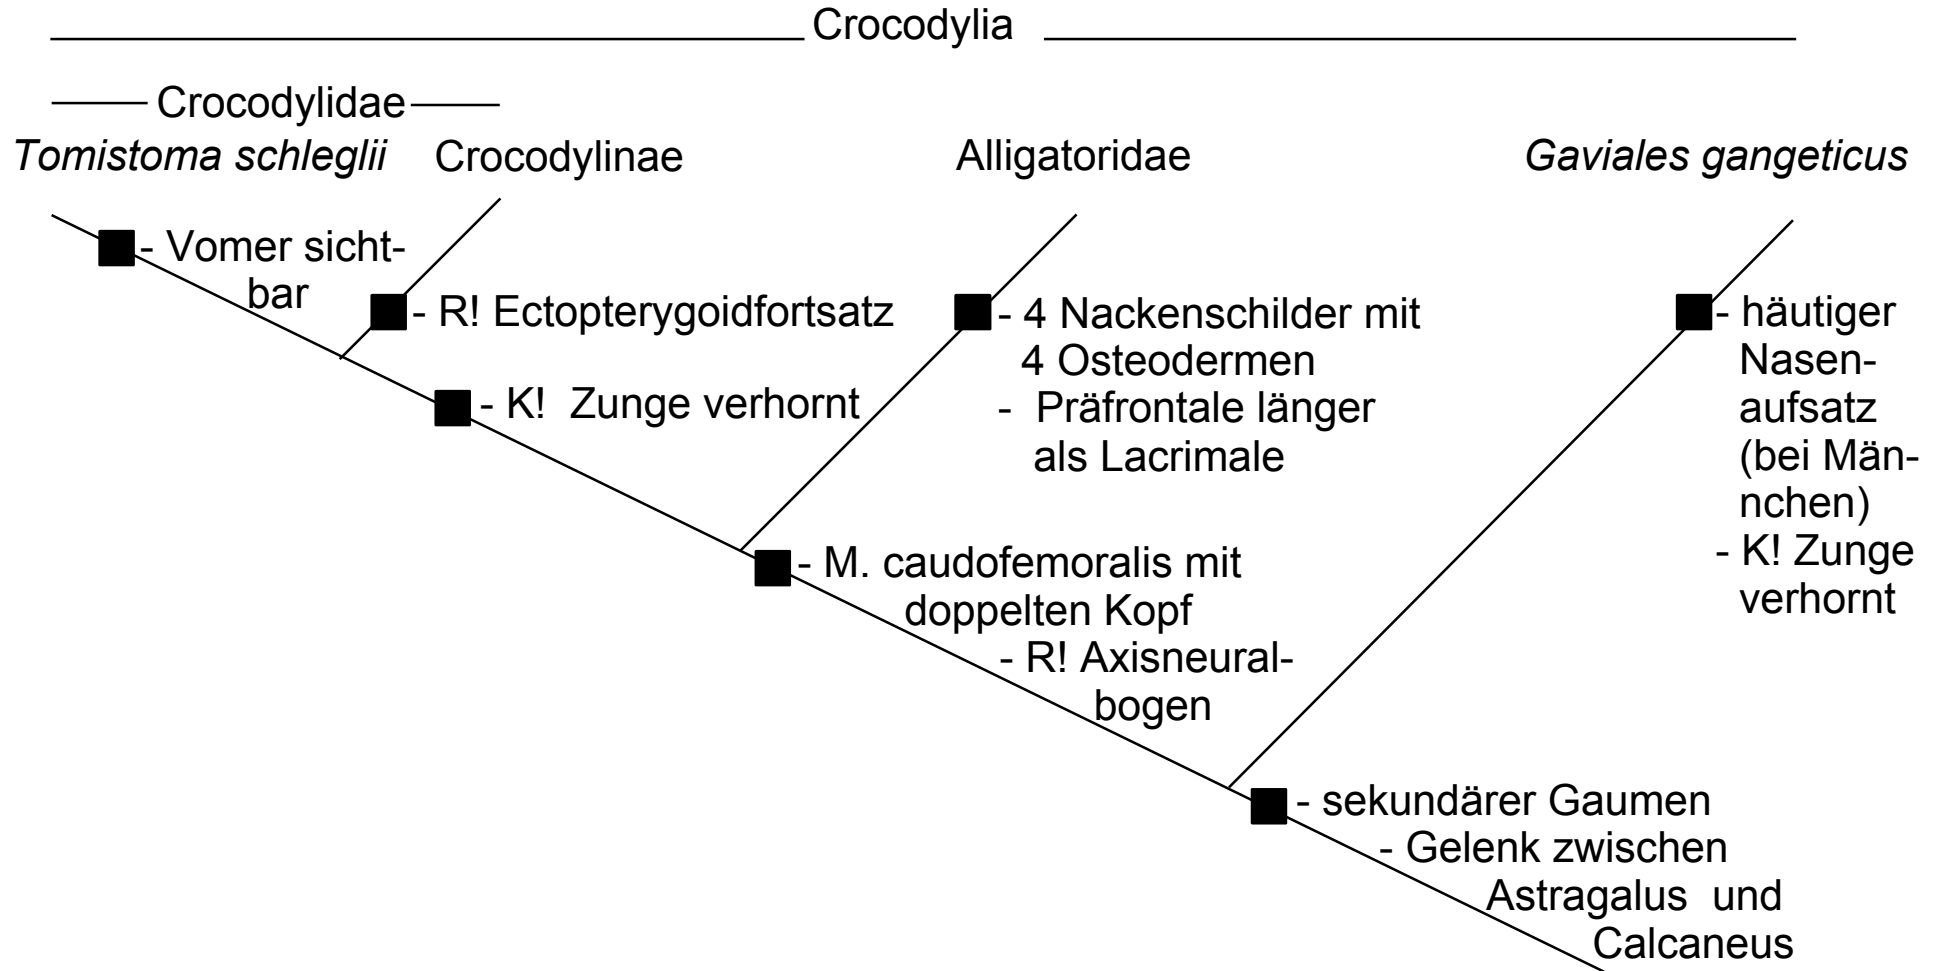 Crocodylia
Crocodylidae
Tomistoma schleglii
Crocodylinae
Alligatoridae
Gaviales gangeticus
- Vomer sicht-
bar
- R! Ectopterygoidfortsatz
- K! Zunge verhornt
- 4 Nackenschilder mit
4 Osteodermen
- Präfrontale länger
als Lacrimale
- häutiger
Nasen-
aufsatz
(bei Män-
nchen)
- K! Zunge
verhornt
- M. caudofemoralis mit
doppelten Kopf
- R! Axisneural-
bogen
- sekundärer Gaumen
- Gelenk zwischen
Astragalus und
Calcaneus